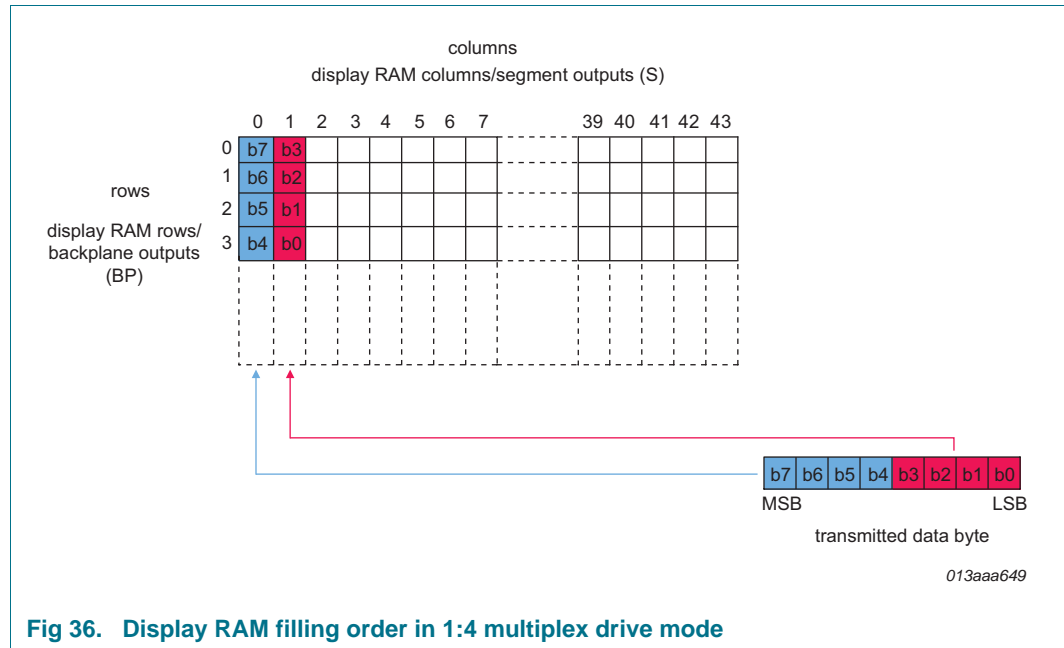 columns
display RAM columns/segment outputs (S)
0 1 2 3 4 5 6 7 39 40 41 42 43
0 b7 b3
1 b6 b2
rows
2 b5 b1
display RAM rows/
3 b4 b0
backplane outputs
(BP)
b7 b6 b5 b4 b3 b2 b1 b0
MSB LSB
transmitted data byte
013aaa649
Fig 36. Display RAM filling order in 1:4 multiplex drive mode